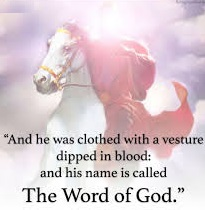 “And he was clothed with a vesture
dipped in blood:
and his name is called
The Word of God.”